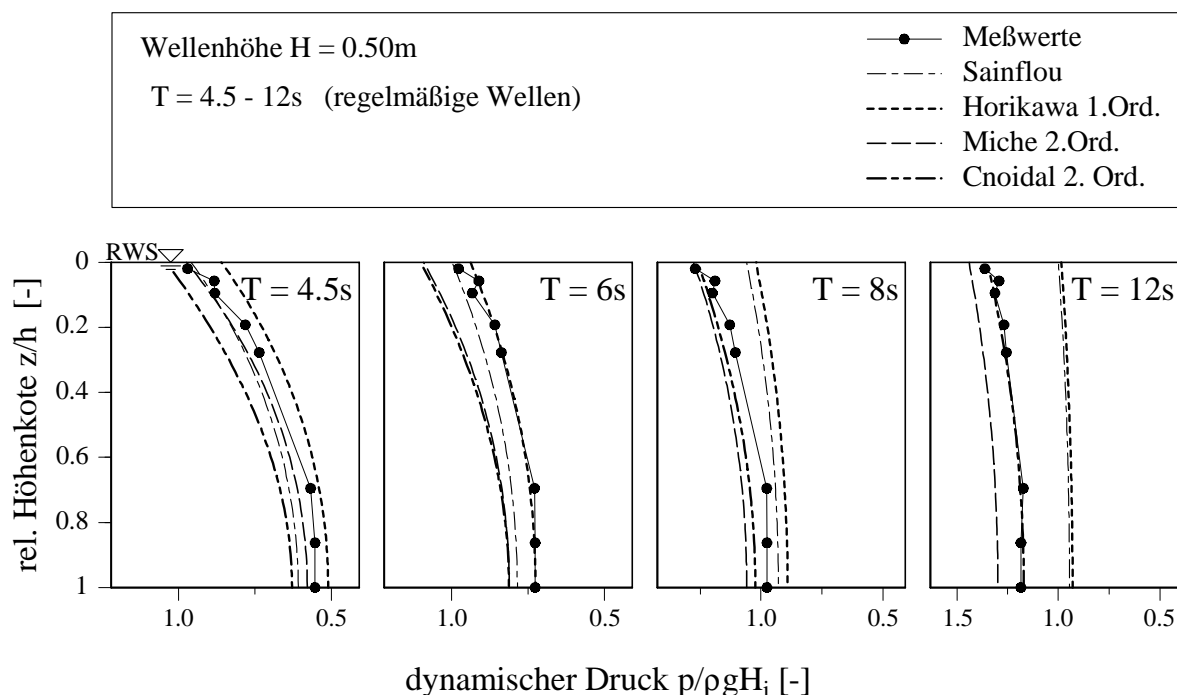 Wellenhöhe H = 0.50m
T = 4.5 - 12s (regelmäßige Wellen)
Meßwerte
Sainflou
Horikawa 1.Ord.
Miche 2.Ord.
Cnoidal 2. Ord.
RWS
T = 4.5s
T = 6s
T = 8s
T = 12s
rel. Höhenkote z/h [-]
0
0.2
0.4
0.6
0.8
1
1.0 0.5
1.0 0.5
1.0 0.5
1.5 1.0 0.5
dynamischer Druck p/ρgHi [-]